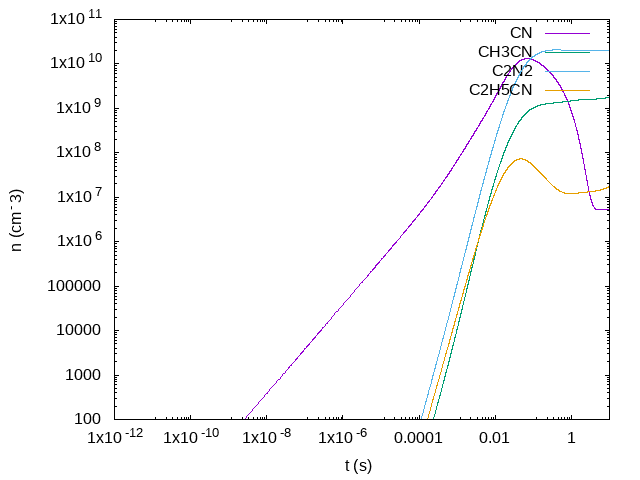 1x10^11
1x10^10
1x10^9
1x10^8
1x10^7
1x10^6
100000
10000
1000
100
n (cm^-3)
CN
CH3CN
C2N2
C2H5CN
1x10^-12 1x10^-10 1x10^-8 1x10^-6 0.0001 0.01 1
t (s)